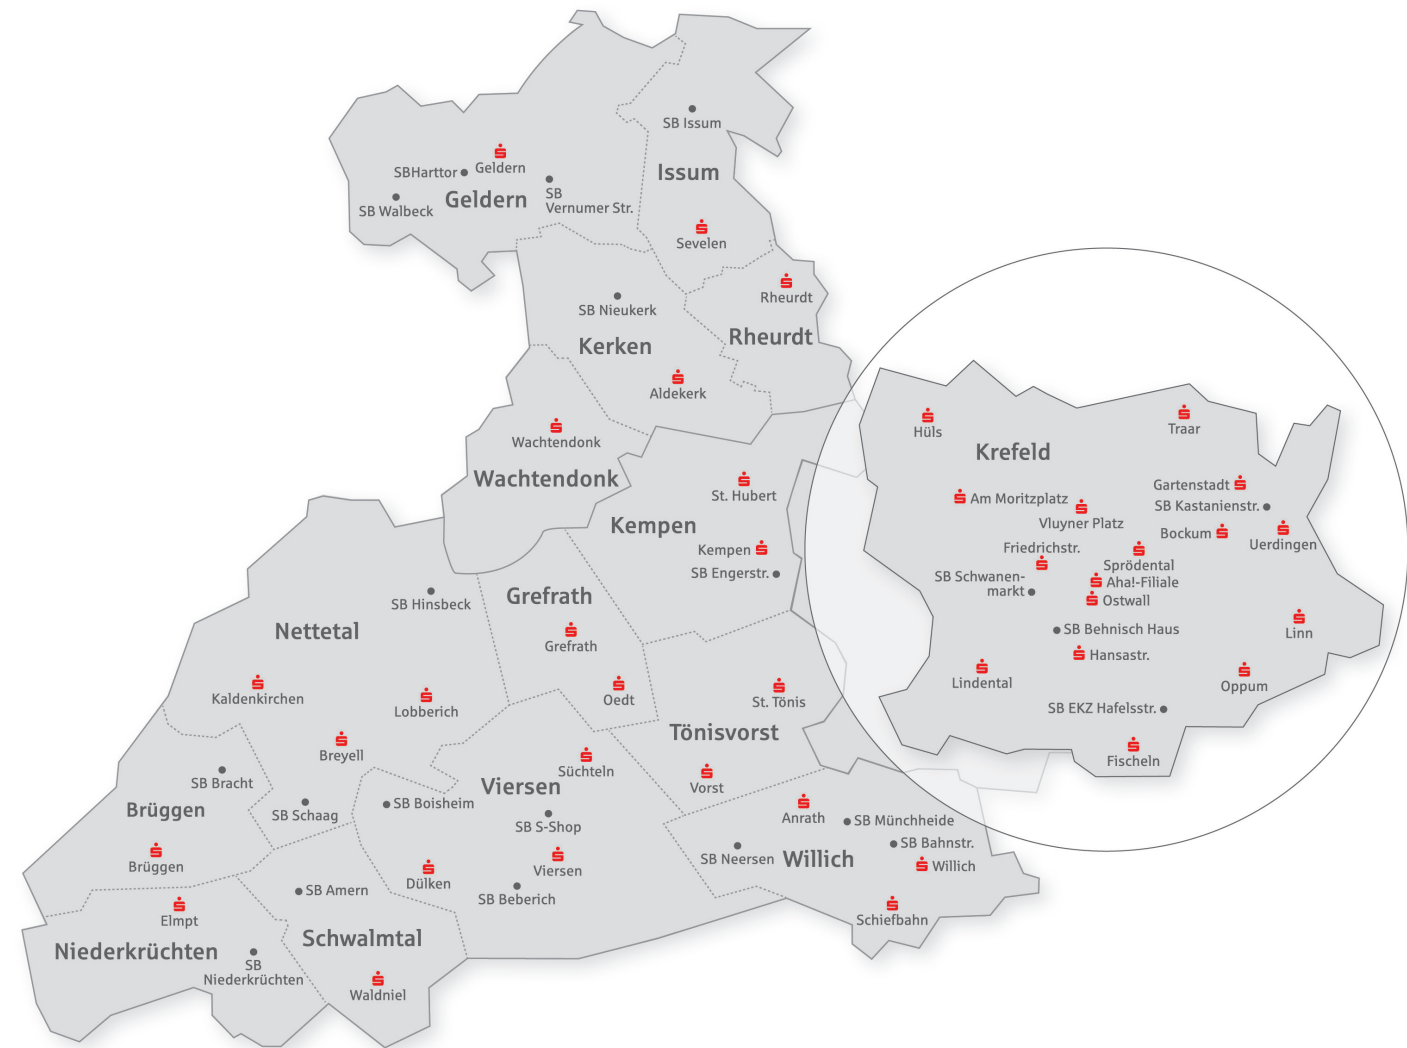 SB Issum
Issum
Sevelen
SBHarttor
Geldern
SB Walbeck
Geldern
SB
Vernumer Str.
Rheurdt
Rheurdt
SB Nieukerk
Kerken
Aldekerk
Wachtendonk
Wachtendonk
St. Hubert
Kempen
Kempen
SB Engerstr.
Hüls
Krefeld
Traar
Am Moritzplatz
Vluyner Platz
Gartenstadt
SB Kastanienstr.
Bockum
Uerdingen
Friedrichstr.
Sprödental
SB Schwanen-
markt
Aha!-Filiale
Ostwall
SB Behnisch Haus
Hansastr.
Linn
Lindental
Oppum
SB EKZ Hafelsstr.
Fischeln
SB Hinsbeck
Nettetal
Kaldenkirchen
Lobberich
Breyell
SB Schaag
Grefrath
Grefrath
Oedt
St. Tönis
Tönisvorst
Vorst
SB Bracht
Brüggen
Brüggen
Süchteln
Viersen
SB Boisheim
SB S-Shop
Viersen
Dülken
SB Beberich
Anrath
SB Münchheide
SB Bahnstr.
SB Neersen
Willich
Willich
Schiefbahn
Elmpt
Niederkrüchten
SB
Niederkrüchten
SB Amern
Schwalmtal
Waldniel